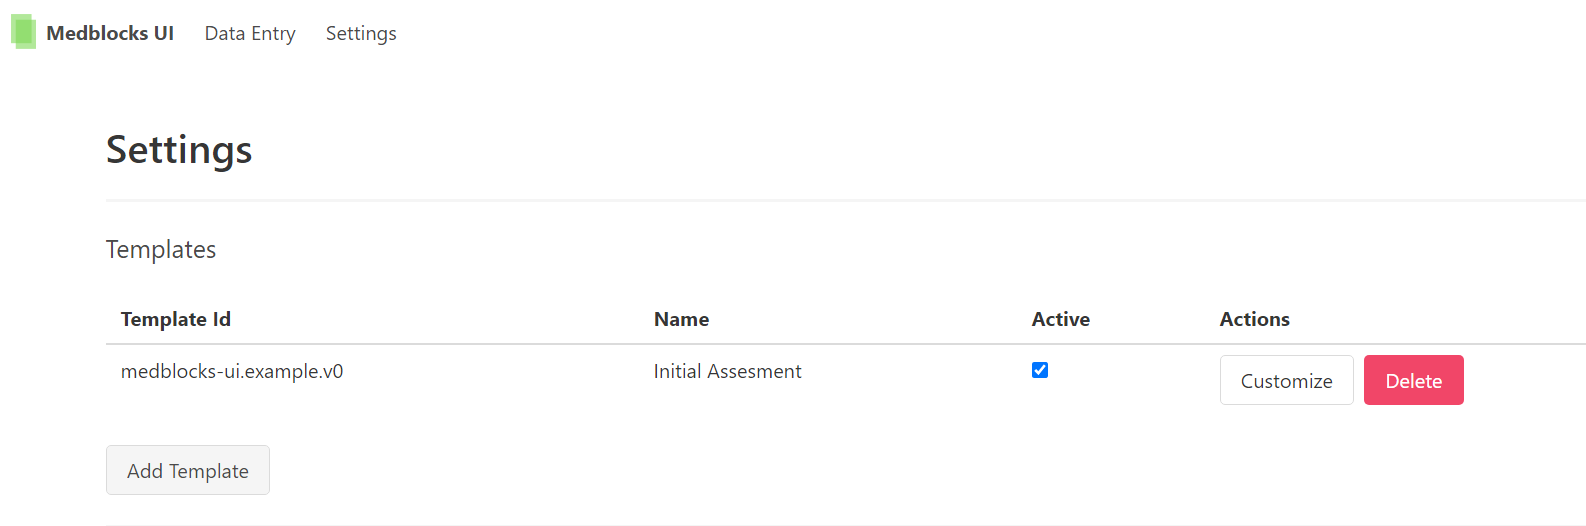 Medblocks UI Data Entry Settings
Settings
Templates
Template Id Name Active Actions
medblocks-ui.example.v0 Initial Assesment Customize Delete
Add Template